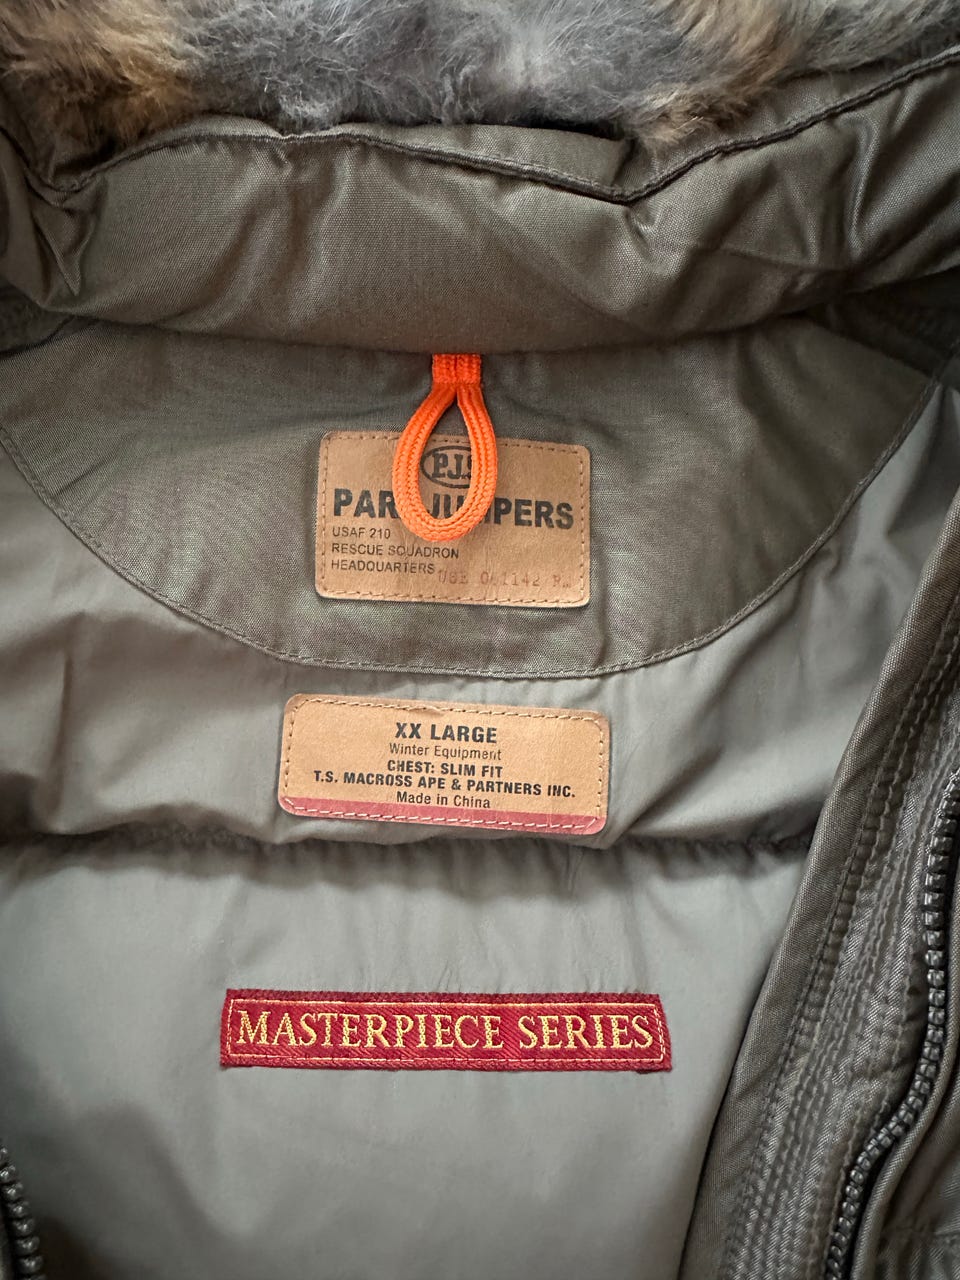 P.J.S
PAR JUMPERS
USAF 210
RESCUE SQUADRON
HEADQUARTERS
XX LARGE
Winter Equipment
CHEST: SLIM FIT
T.S. MACROSS APE & PARTNERS INC.
Made in China
MASTERPIECE SERIES